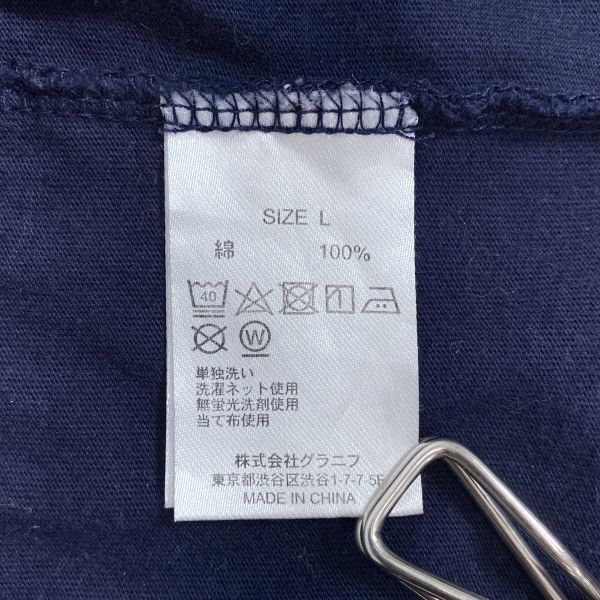 SIZE L
綿 100%
40
W
単独洗い
洗濯ネット使用
無蛍光洗剤使用
当て布使用
株式会社グラニフ
東京都渋谷区渋谷1-7-7-5F
MADE IN CHINA